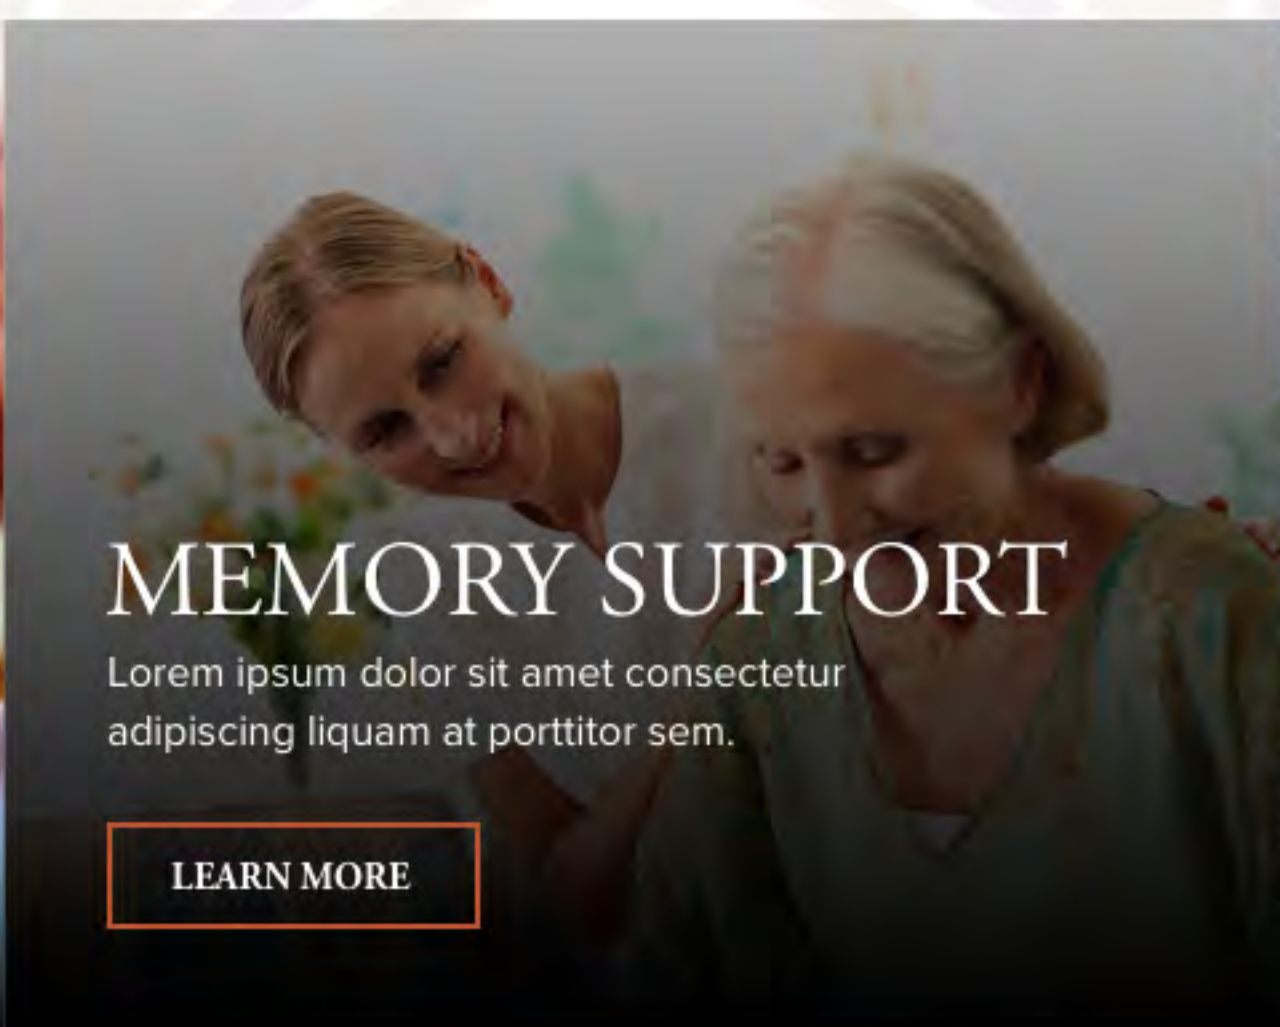 MEMORY SUPPORT
Lorem ipsum dolor sit amet consectetur
adipiscing liquam at porttitor sem.
LEARN MORE